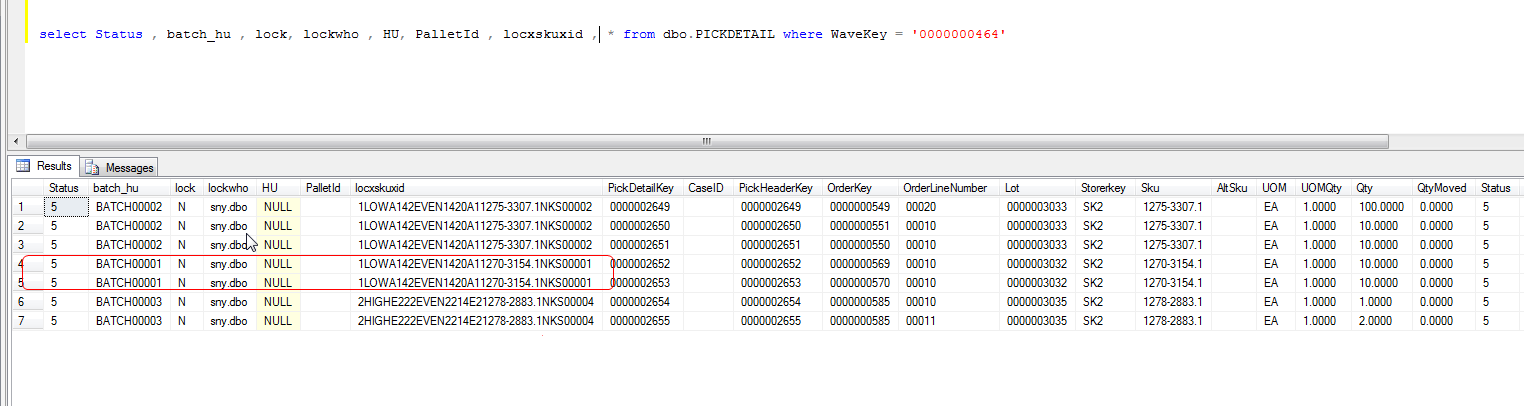 select Status , batch_hu , lock, lockwho , HU, PalletId , locxskuxid , * from dbo.PICKDETAIL where WaveKey = '0000000464'
Results Messages
Status batch_hu lock lockwho HU PalletId locxskuxid PickDetailKey CaseID PickHeaderKey OrderKey OrderLineNumber Lot Storerkey Sku AltSku UOM UOMQty Qty QtyMoved Status
1 5 BATCH00002 N sny.dbo NULL 1LOWA142EVEN1420A11275-3307.1NKS00002 0000002649 0000002649 0000000549 00020 0000003033 SK2 1275-3307.1 EA 1.0000 100.0000 0.0000 5
2 5 BATCH00002 N sny.dbo NULL 1LOWA142EVEN1420A11275-3307.1NKS00002 0000002650 0000002650 0000000551 00010 0000003033 SK2 1275-3307.1 EA 1.0000 10.0000 0.0000 5
3 5 BATCH00002 N sny.dbo NULL 1LOWA142EVEN1420A11275-3307.1NKS00002 0000002651 0000002651 0000000550 00010 0000003033 SK2 1275-3307.1 EA 1.0000 10.0000 0.0000 5
4 5 BATCH00001 N sny.dbo NULL 1LOWA142EVEN1420A11270-3154.1NKS00001 0000002652 0000002652 0000000569 00010 0000003032 SK2 1270-3154.1 EA 1.0000 10.0000 0.0000 5
5 5 BATCH00001 N sny.dbo NULL 1LOWA142EVEN1420A11270-3154.1NKS00001 0000002653 0000002653 0000000570 00010 0000003032 SK2 1270-3154.1 EA 1.0000 10.0000 0.0000 5
6 5 BATCH00003 N sny.dbo NULL 2HIGHE222EVEN2214E21278-2883.1NKS00004 0000002654 0000002654 0000000585 00010 0000003035 SK2 1278-2883.1 EA 1.0000 1.0000 0.0000 5
7 5 BATCH00003 N sny.dbo NULL 2HIGHE222EVEN2214E21278-2883.1NKS00004 0000002655 0000002655 0000000585 00011 0000003035 SK2 1278-2883.1 EA 1.0000 2.0000 0.0000 5